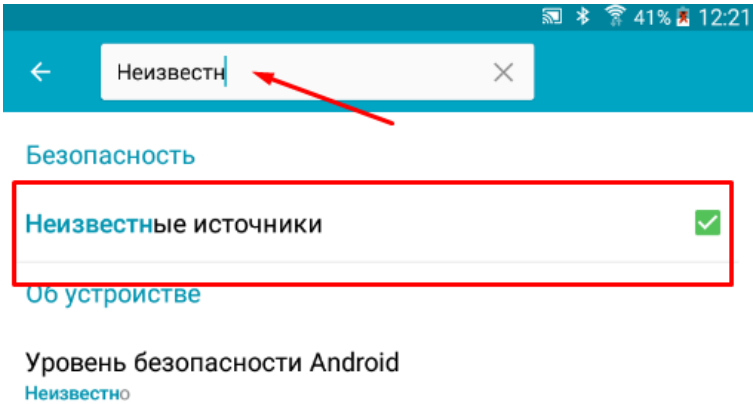 41% 12:21
Неизвестн
Безопасность
Неизвестные источники
Об устройстве
Уровень безопасности Android
Неизвестно